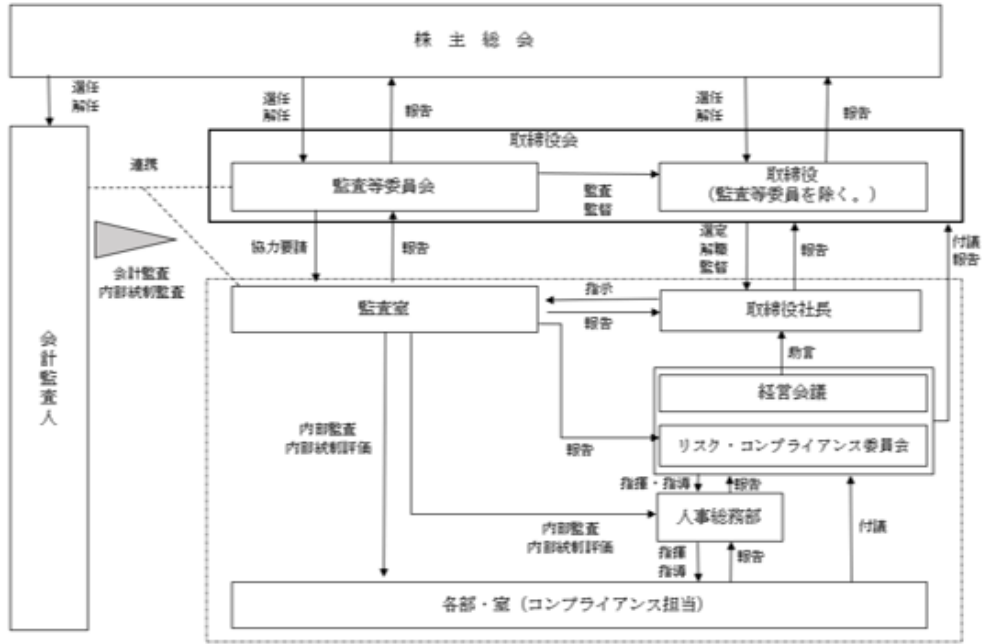 株主総会
選任
解任
選任
解任
報告
選任
解任
報告
取締役会
連携
監査等委員会
監査
監督
取締役
(監査等委員を除く。)
会計監査
内部統制監査
協力要請
報告
選定
解職
監督
報告
付議
報告
監査室
指示
報告
取締役社長
会計監査人
助言
経営会議
内部監査
内部統制評価
報告
リスク・コンプライアンス委員会
指揮・指導
報告
人事総務部
内部監査
内部統制評価
付議
指揮
指導
報告
各部・室(コンプライアンス担当)